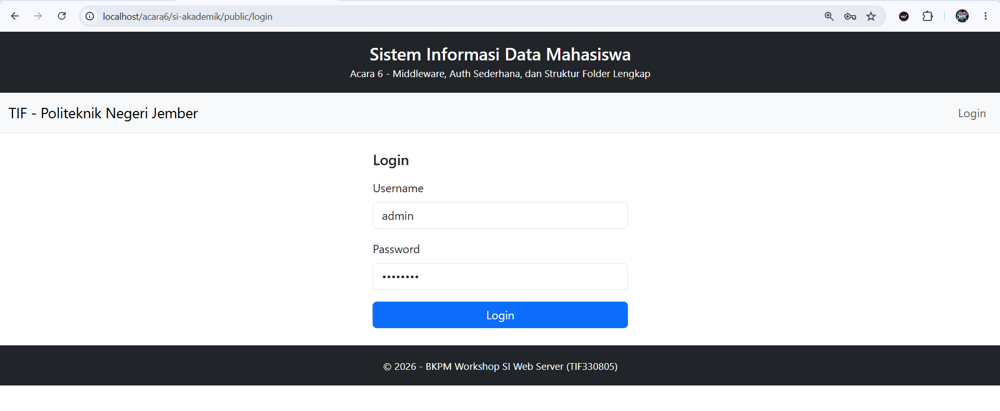 localhost/acara6/si-akademik/public/login
Sistem Informasi Data Mahasiswa
Acara 6 - Middleware, Auth Sederhana, dan Struktur Folder Lengkap
TIF - Politeknik Negeri Jember
Login
Login
Username
admin
Password
••••••••
Login
© 2026 - BKPM Workshop SI Web Server (TIF330805)